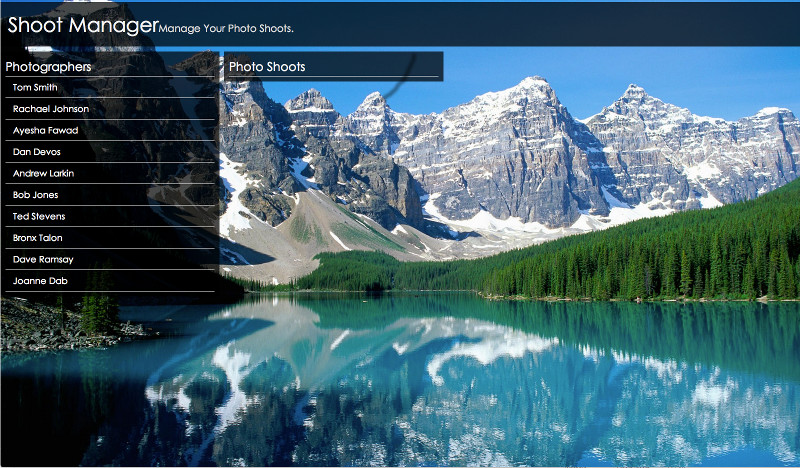 Shoot Manager Manage Your Photo Shoots.
Photographers
Tom Smith
Rachael Johnson
Ayesha Fawad
Dan Devos
Andrew Larkin
Bob Jones
Ted Stevens
Bronx Talon
Dave Ramsay
Joanne Dab
Photo Shoots